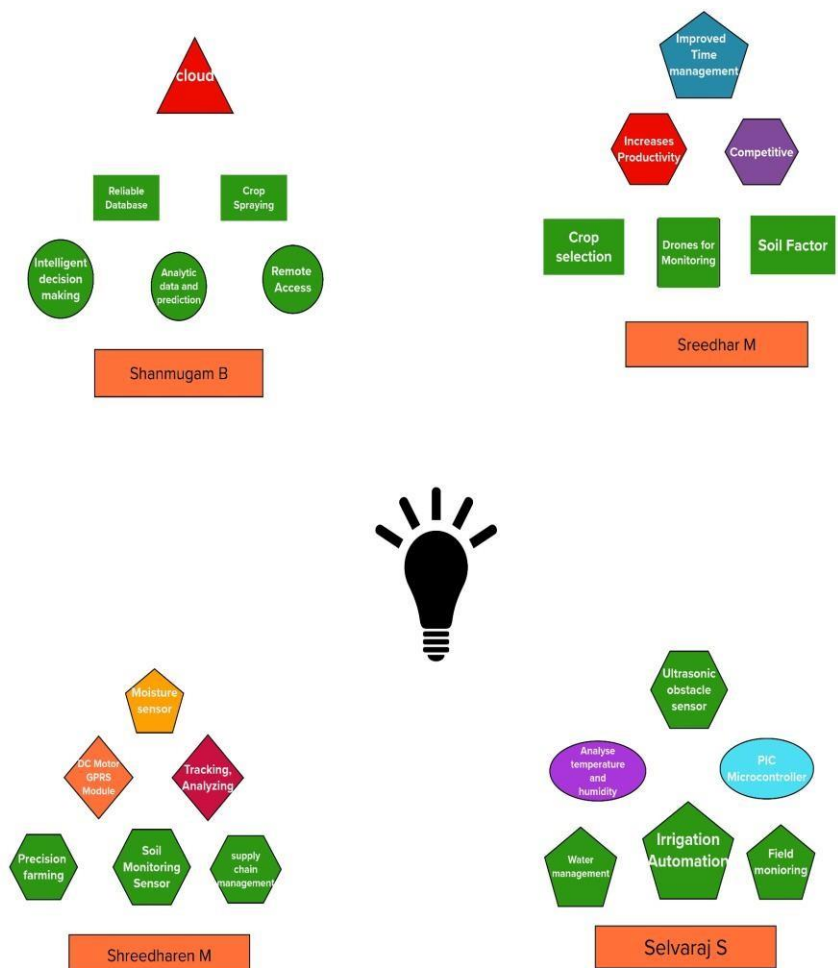 cloud
Reliable
Database
Crop
Spraying
Intelligent
decision
making
Analytic
data and
prediction
Remote
Access
Shanmugam B
Improved
Time
management
Increases
Productivity
Competitive
Crop
selection
Drones for
Monitoring
Soil Factor
Sreedhar M
Moisture
sensor
DC Motor
GPRS
Module
Tracking,
Analyzing
Precision
farming
Soil
Monitoring
Sensor
supply
chain
management
Shreedharen M
Ultrasonic
obstacle
sensor
Analyse
temperature
and
humidity
PIC
Microcontroller
Water
management
Irrigation
Automation
Field
monioring
Selvaraj S